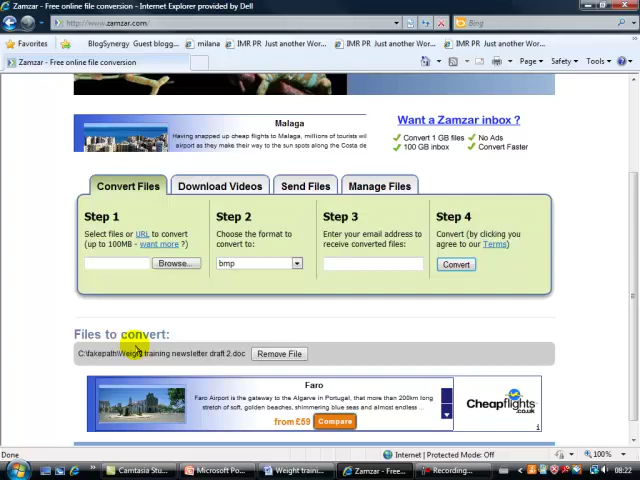 Zamzar - Free online file conversion - Internet Explorer provided by Dell
http://www.zamzar.com/
Bing
Favorites BlogSynergy Guest blogg... milana IMR PR Just another Wor... IMR PR Just another Wor... IMR PR Just another Wor...
Zamzar - Free online file conversion
Page Safety Tools
Malaga
Having snapped up cheap flights to Malaga, millions of tourists will
airport as they make their way to the sun spots along the Costa de
Want a Zamzar inbox ?
Convert 1 GB files No Ads
100 GB inbox Convert Faster
Convert Files Download Videos Send Files Manage Files
Step 1
Select files or URL to convert
(up to 100MB - want more ?)
Browse...
Step 2
Choose the format to
convert to:
bmp
Step 3
Enter your email address to
receive converted files:
Step 4
Convert (by clicking you
agree to our Terms)
Convert
Files to convert:
C:\fakepath\Weight training newsletter draft 2.doc Remove File
Faro
Faro Airport is the gateway to the Algarve in Portugal, that more than 200km long
stretch of soft, golden beaches, shimmering blue seas and almost endless ...
from £59 Compare
Cheapflights
.co.uk
i
Done Internet | Protected Mode: Off 100%
Camtasia Stu... Microsoft Po... Weight traini... Zamzar - Free... Recording... 08:22